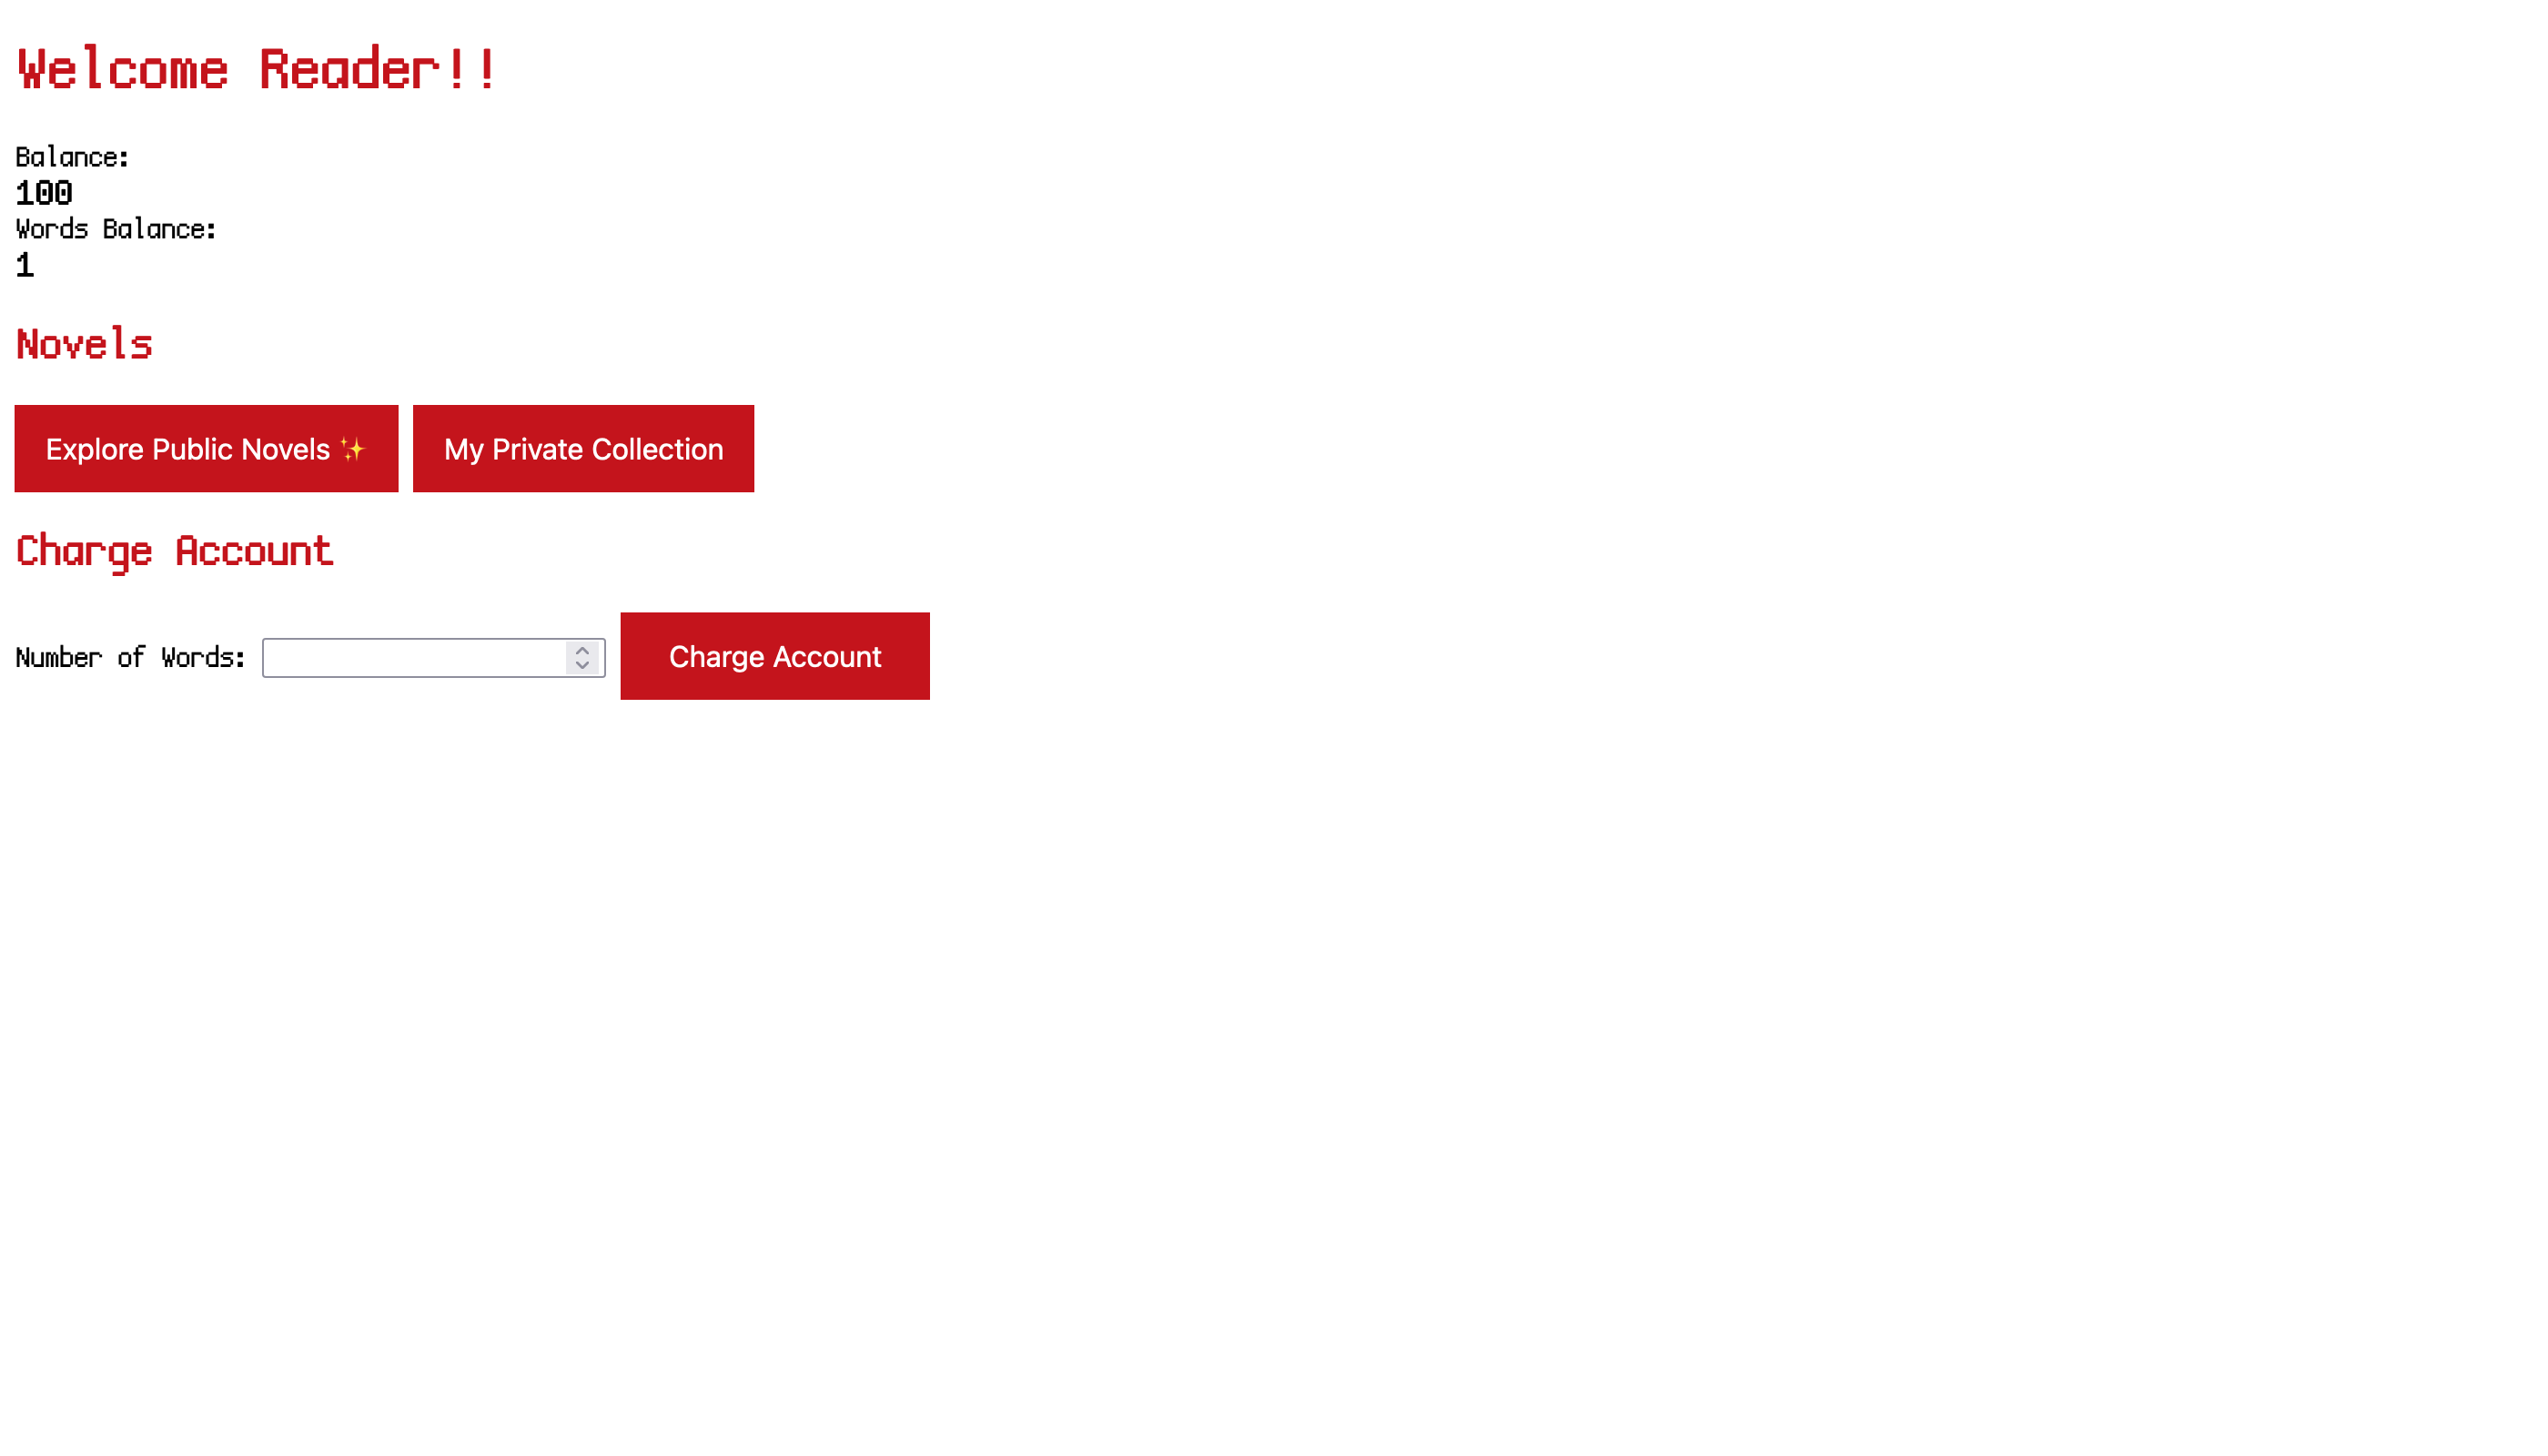 Welcome Reader!!
Balance:
100
Words Balance:
1
Novels
Explore Public Novels ✨ My Private Collection
Charge Account
Number of Words: Charge Account